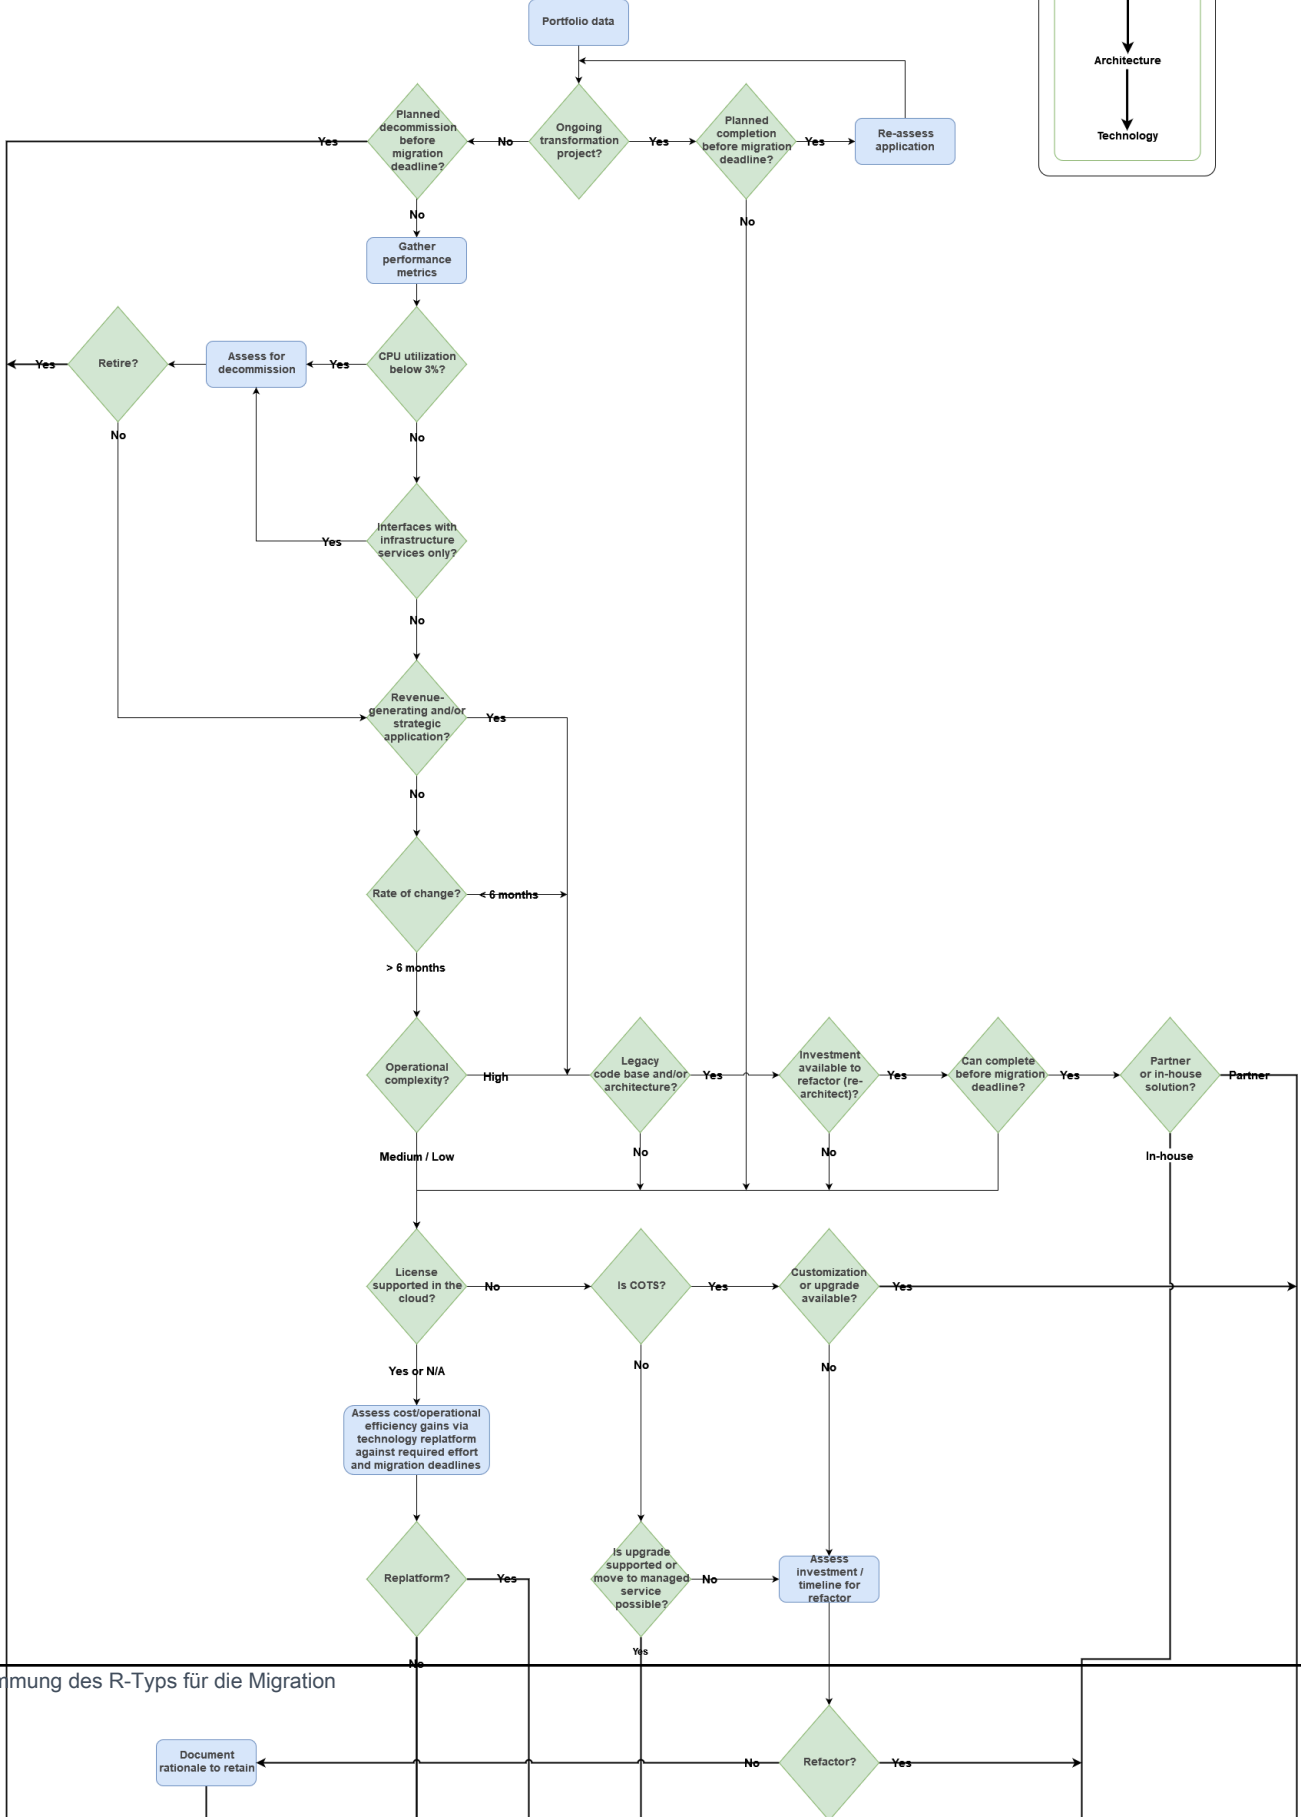 Portfolio data
Architecture
Technology
Planned
decommission
before
migration
deadline?
Yes
No
Ongoing
transformation
project?
Yes
Planned
completion
before migration
deadline?
Yes
Re-assess
application
No
No
Gather
performance
metrics
Yes
Retire?
Assess for
decommission
Yes
CPU utilization
below 3%?
No
No
Yes
Interfaces with
infrastructure
services only?
No
Revenue-
generating and/or
strategic
application?
Yes
No
Rate of change?
< 6 months
> 6 months
Operational
complexity?
High
Legacy
code base and/or
architecture?
Yes
Investment
available to
refactor (re-
architect)?
Yes
Can complete
before migration
deadline?
Yes
Partner
or in-house
solution?
Partner
Medium / Low
No
No
In-house
License
supported in the
cloud?
No
Is COTS?
Yes
Customization
or upgrade
available?
Yes
Yes or N/A
No
No
Assess cost/operational
efficiency gains via
technology replatform
against required effort
and migration deadlines
Replatform?
Yes
Is upgrade
supported or
move to managed
service
possible?
No
Assess
investment /
timeline for
refactor
No
Yes
mmung des R-Typs für die Migration
Document
rationale to retain
No
Refactor?
Yes